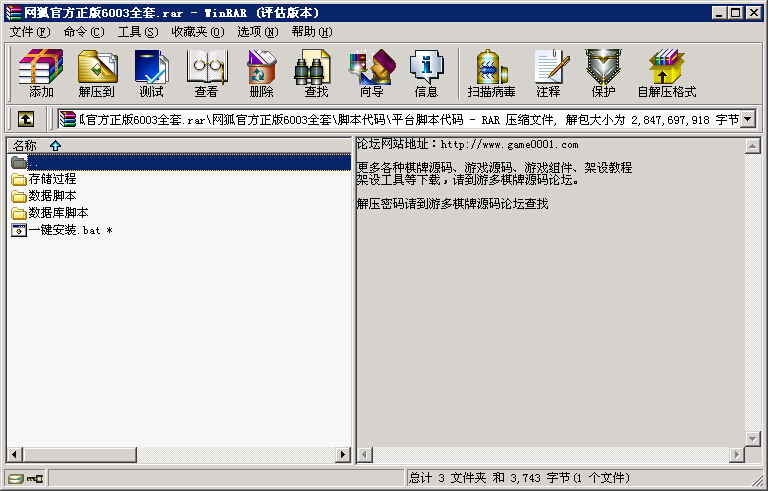 网狐官方正版6003全套.rar - WinRAR (评估版本)
文件(F) 命令(C) 工具(S) 收藏夹(O) 选项(N) 帮助(H)
添加 解压到 测试 查看 删除 查找 向导 信息 扫描病毒 注释 保护 自解压格式
狐官方正版6003全套.rar\网狐官方正版6003全套\脚本代码\平台脚本代码 - RAR 压缩文件, 解包大小为 2,847,697,918 字节
名称
..
存储过程
数据脚本
数据库脚本
一键安装.bat *
论坛网站地址：http://www.game0001.com
更多各种棋牌源码、游戏源码、游戏组件、架设教程
架设工具等下载，请到游多棋牌源码论坛。
解压密码请到游多棋牌源码论坛查找
总计 3 文件夹 和 3,743 字节(1 个文件)